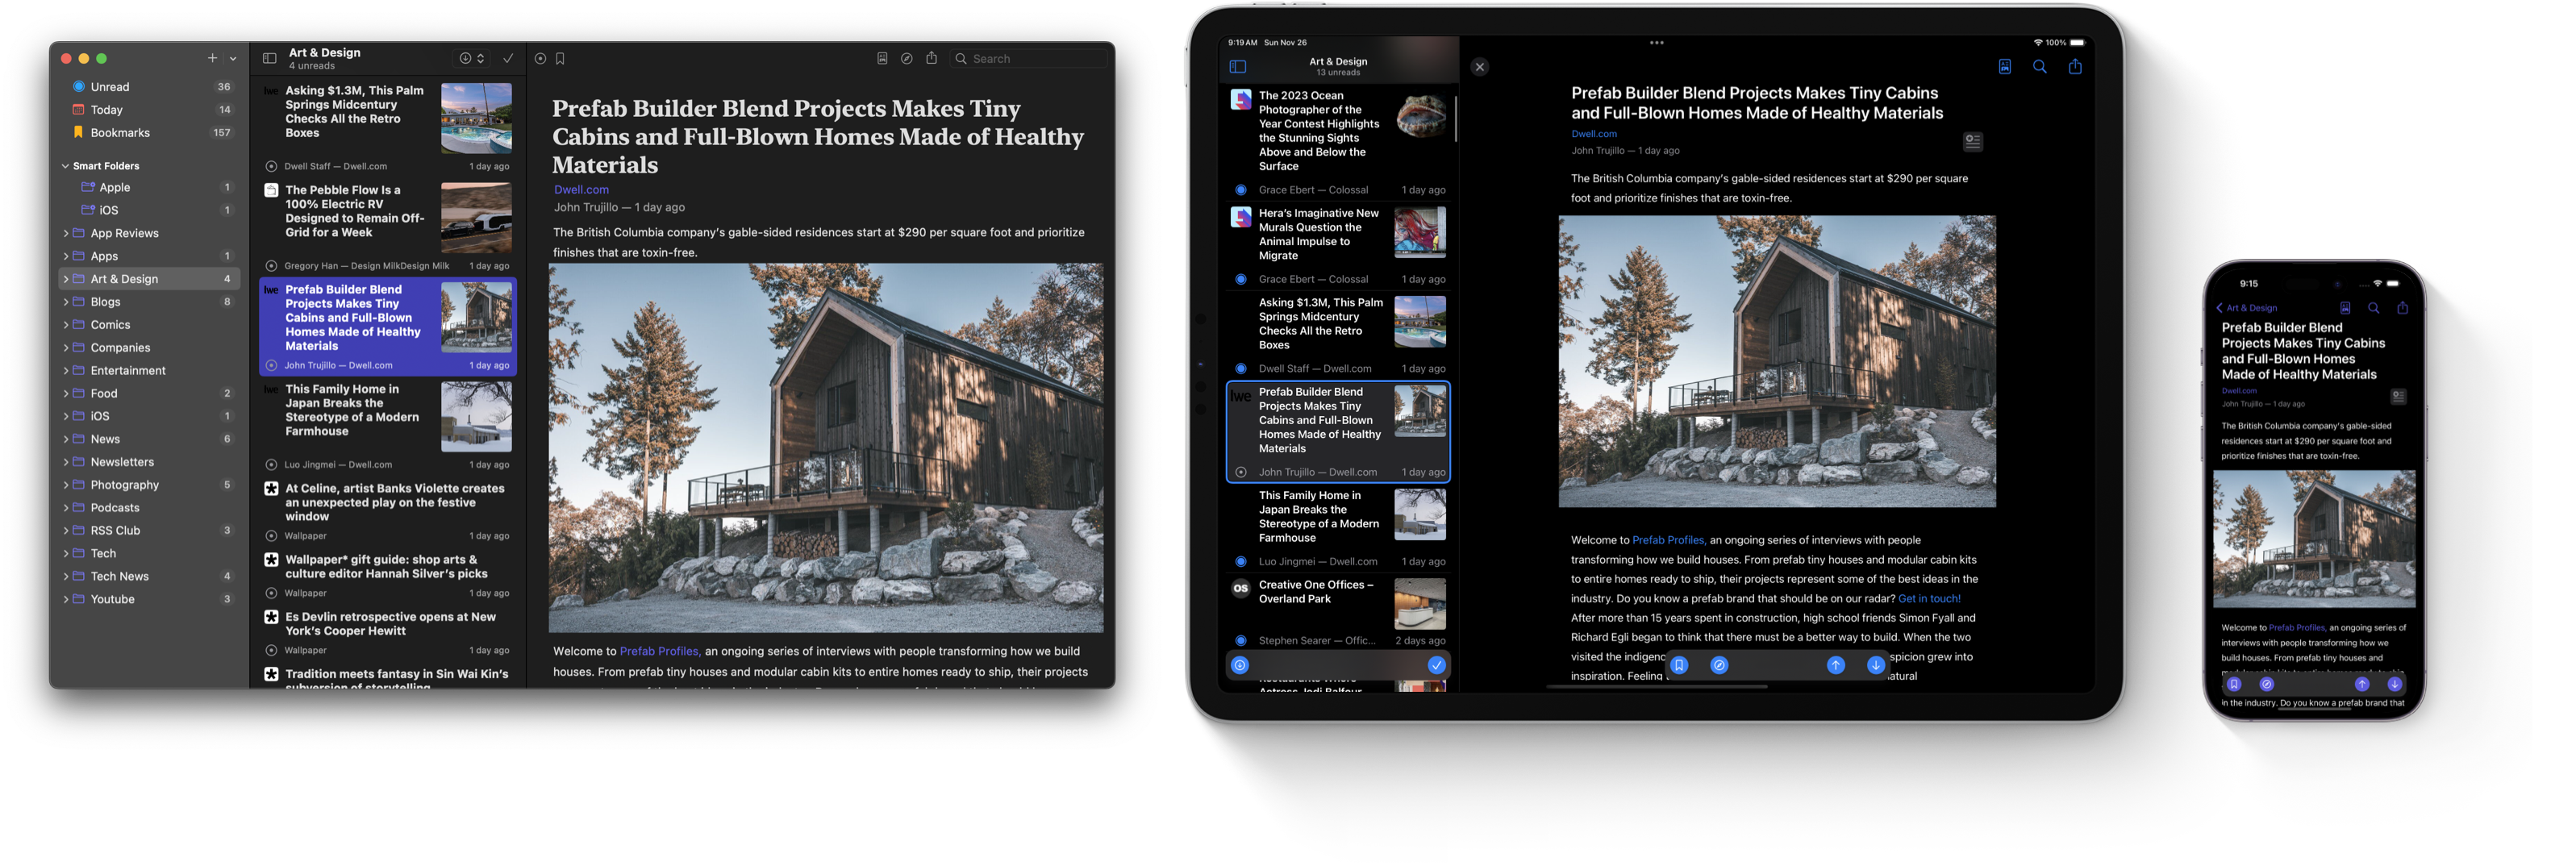 Unread 36
Today 14
Bookmarks 157
Smart Folders
Apple 1
iOS 1
App Reviews
Apps 1
Art & Design 4
Blogs 8
Comics
Companies
Entertainment
Food 2
iOS 1
News 6
Newsletters
Photography 5
Podcasts
RSS Club 3
Tech
Tech News 4
Youtube 3
Art & Design
4 unreads
Asking $1.3M, This Palm
Springs Midcentury
Checks All the Retro
Boxes
Dwell Staff — Dwell.com 1 day ago
The Pebble Flow Is a
100% Electric RV
Designed to Remain Off-
Grid for a Week
Gregory Han — Design MilkDesign Milk 1 day ago
lwe
Prefab Builder Blend
Projects Makes Tiny
Cabins and Full-Blown
Homes Made of Healthy
Materials
John Trujillo — Dwell.com 1 day ago
lwe
This Family Home in
Japan Breaks the
Stereotype of a Modern
Farmhouse
Luo Jingmei — Dwell.com 1 day ago
At Celine, artist Banks Violette creates
an unexpected play on the festive
window
Wallpaper 1 day ago
Wallpaper* gift guide: shop arts &
culture editor Hannah Silver's picks
Wallpaper 1 day ago
Es Devlin retrospective opens at New
York's Cooper Hewitt
Wallpaper 1 day ago
Tradition meets fantasy in Sin Wai Kin's
subversion of storytelling
Search
Prefab Builder Blend Projects Makes Tiny
Cabins and Full-Blown Homes Made of Healthy
Materials
Dwell.com
John Trujillo — 1 day ago
The British Columbia company's gable-sided residences start at $290 per square foot and prioritize
finishes that are toxin-free.
Welcome to Prefab Profiles, an ongoing series of interviews with people transforming how we build
houses. From prefab tiny houses and modular cabin kits to entire homes ready to ship, their projects
9:19 AM Sun Nov 26
100%
Art & Design
13 unreads
The 2023 Ocean
Photographer of the
Year Contest Highlights
the Stunning Sights
Above and Below the
Surface
Grace Ebert — Colossal 1 day ago
Hera's Imaginative New
Murals Question the
Animal Impulse to
Migrate
Grace Ebert — Colossal 1 day ago
Asking $1.3M, This Palm
Springs Midcentury
Checks All the Retro
Boxes
Dwell Staff — Dwell.com 1 day ago
lwe
Prefab Builder Blend
Projects Makes Tiny
Cabins and Full-Blown
Homes Made of Healthy
Materials
John Trujillo — Dwell.com 1 day ago
This Family Home in
Japan Breaks the
Stereotype of a Modern
Farmhouse
Luo Jingmei — Dwell.com 1 day ago
OS
Creative One Offices –
Overland Park
Stephen Searer — Offic... 2 days ago
Actress Jodi Balfour
Prefab Builder Blend Projects Makes Tiny Cabins
and Full-Blown Homes Made of Healthy Materials
Dwell.com
John Trujillo — 1 day ago
The British Columbia company's gable-sided residences start at $290 per square
foot and prioritize finishes that are toxin-free.
Welcome to Prefab Profiles, an ongoing series of interviews with people
transforming how we build houses. From prefab tiny houses and modular cabin kits
to entire homes ready to ship, their projects represent some of the best ideas in the
industry. Do you know a prefab brand that should be on our radar? Get in touch!
After more than 15 years spent in construction, high school friends Simon Fyall and
Richard Egli began to think that there must be a better way to build. When the two
visited the indigenc spicion grew into
inspiration. Feeling atural
9:15
Art & Design
Prefab Builder Blend
Projects Makes Tiny Cabins
and Full-Blown Homes
Made of Healthy Materials
Dwell.com
John Trujillo — 1 day ago
The British Columbia company's gable-sided
residences start at $290 per square foot and
prioritize finishes that are toxin-free.
Welcome to Prefab Profiles, an ongoing series of
interviews with people transforming how we
build houses. From prefab tiny houses and
in the industry. Do you know a prefab brand that